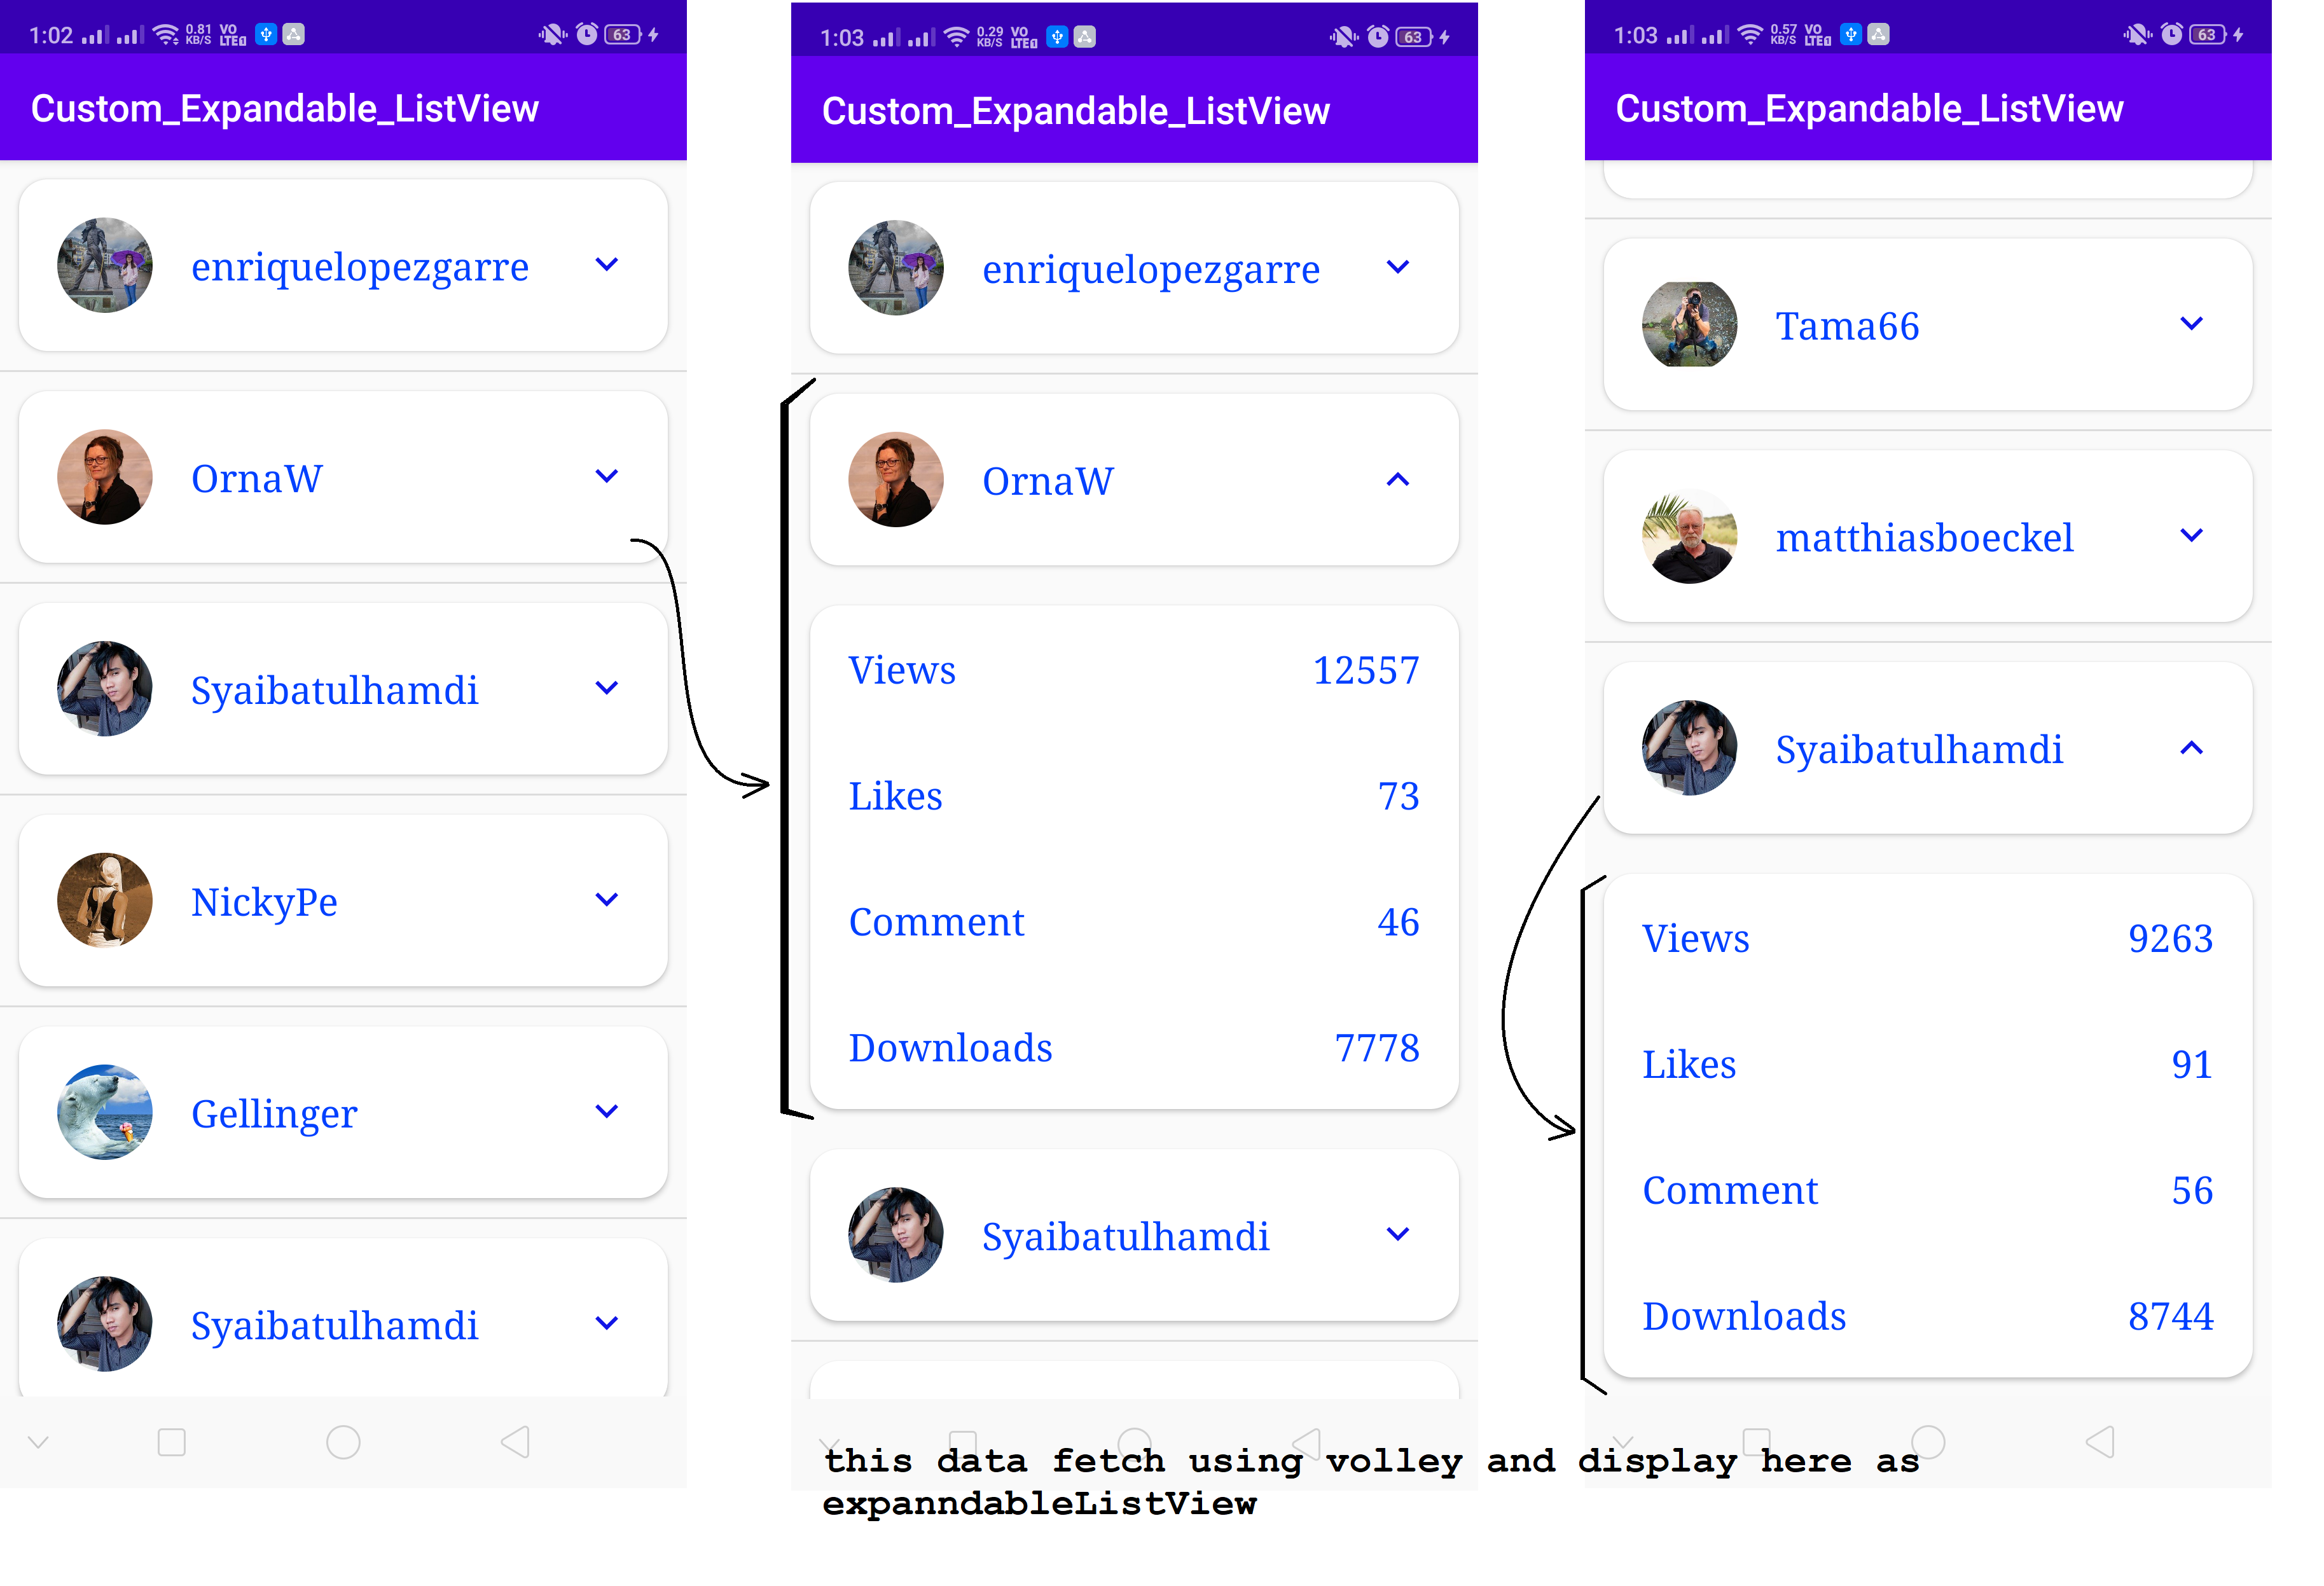 1:02 0.81 KB/S VO LTE1 63
Custom_Expandable_ListView
enriquelopezgarre
OrnaW
Syaibatulhamdi
NickyPe
Gellinger
Syaibatulhamdi
1:03 0.29 KB/S VO LTE1 63
Custom_Expandable_ListView
enriquelopezgarre
OrnaW
Views 12557
Likes 73
Comment 46
Downloads 7778
Syaibatulhamdi
1:03 0.57 KB/S VO LTE1 63
Custom_Expandable_ListView
Tama66
matthiasboeckel
Syaibatulhamdi
Views 9263
Likes 91
Comment 56
Downloads 8744
this data fetch using volley and display here as
expanndableListView